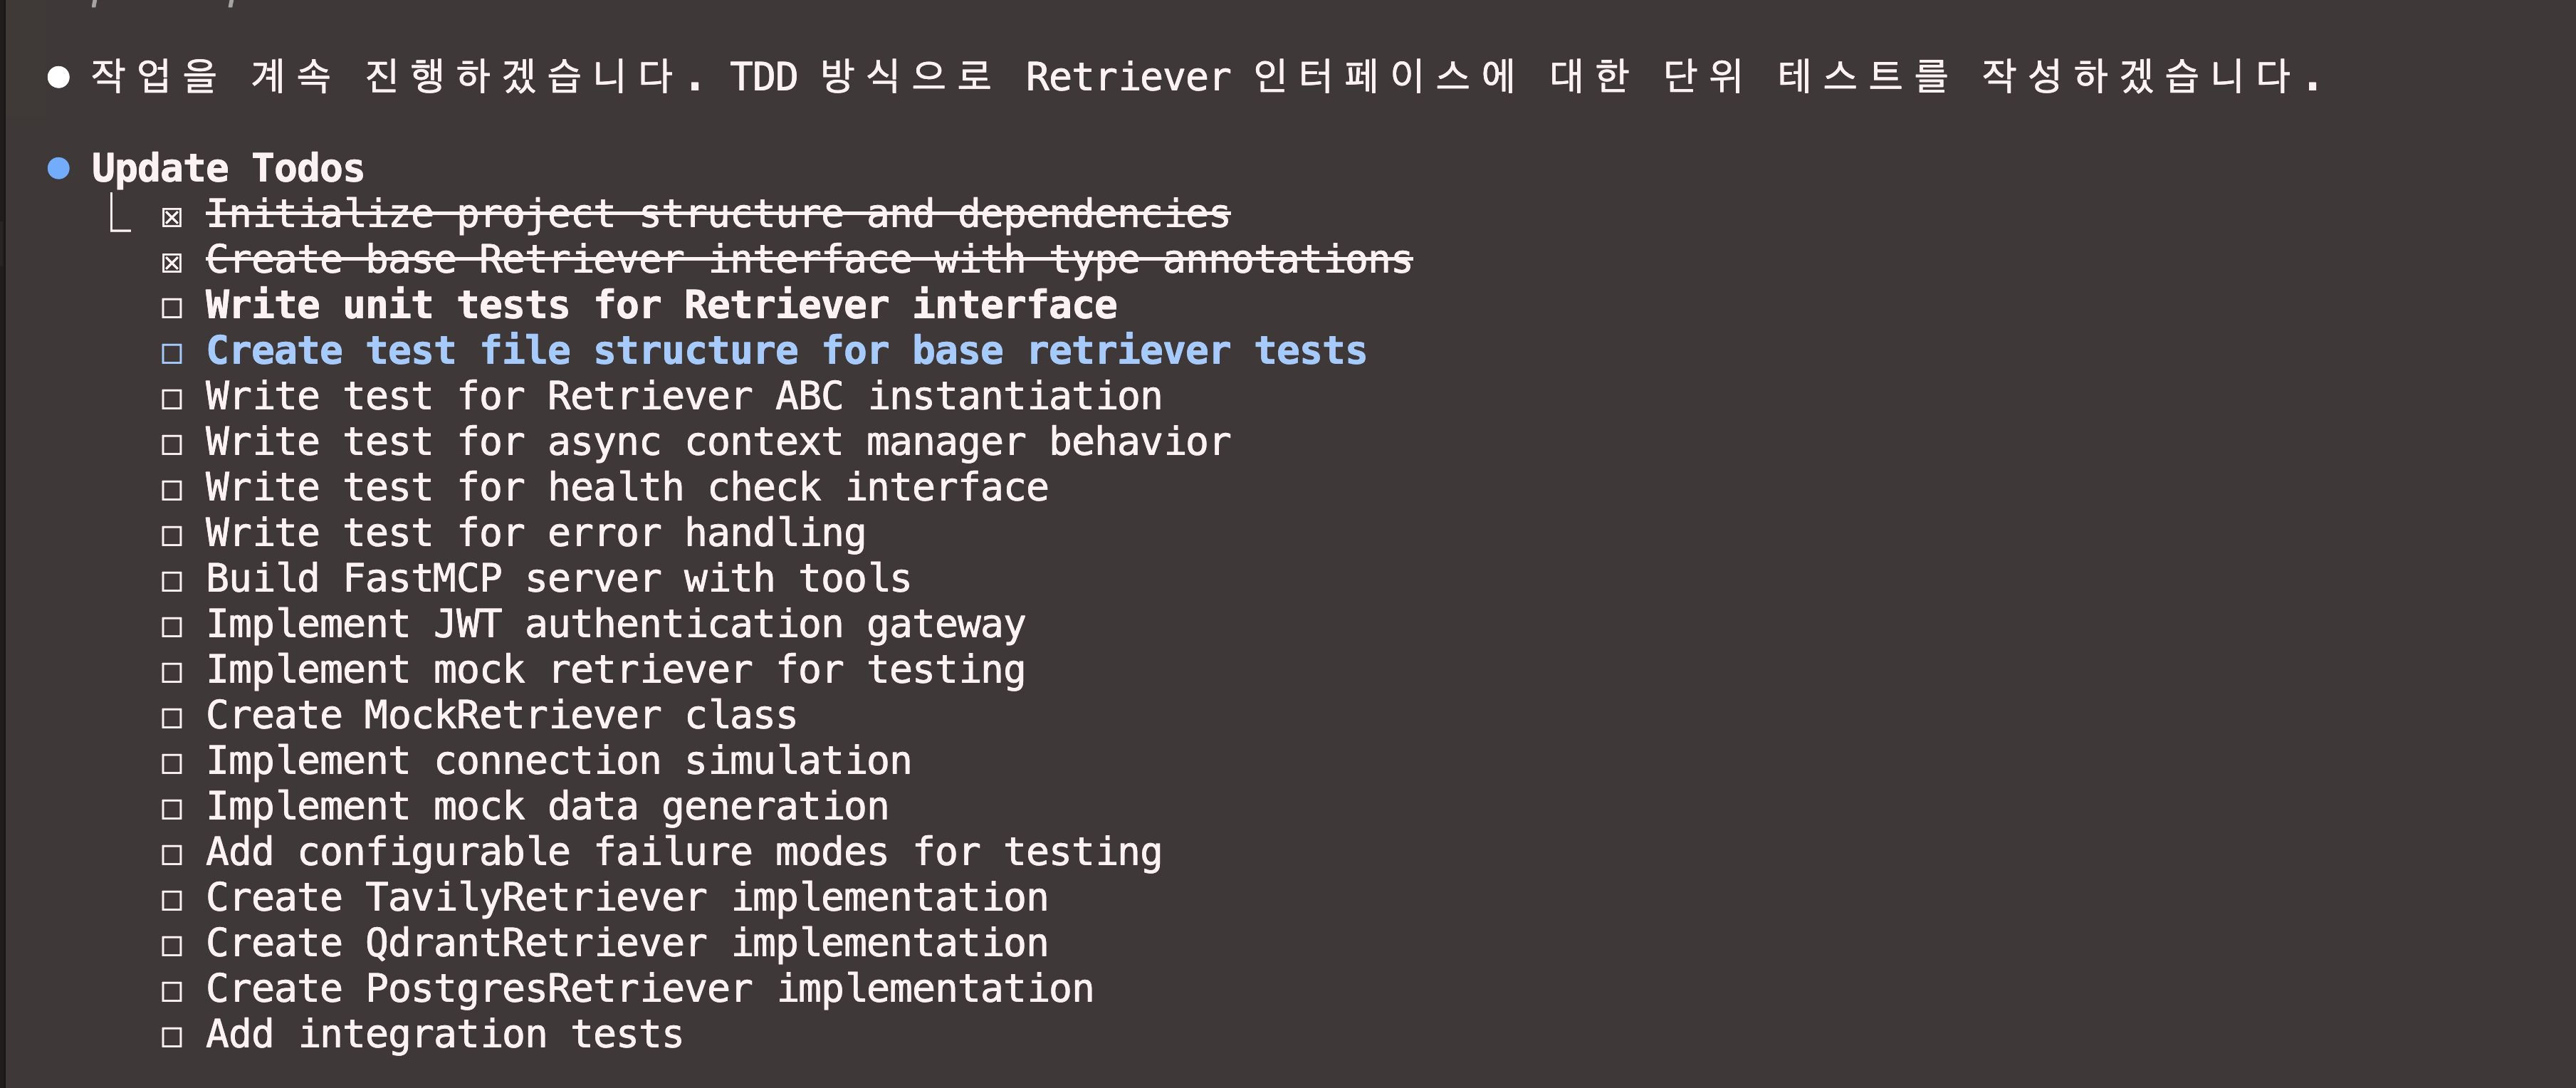 ● 작업을 계속 진행하겠습니다. TDD 방식으로 Retriever 인터페이스에 대한 단위 테스트를 작성하겠습니다.
● Update Todos
⎿ ☒ Initialize project structure and dependencies
☒ Create base Retriever interface with type annotations
☐ Write unit tests for Retriever interface
☐ Create test file structure for base retriever tests
☐ Write test for Retriever ABC instantiation
☐ Write test for async context manager behavior
☐ Write test for health check interface
☐ Write test for error handling
☐ Build FastMCP server with tools
☐ Implement JWT authentication gateway
☐ Implement mock retriever for testing
☐ Create MockRetriever class
☐ Implement connection simulation
☐ Implement mock data generation
☐ Add configurable failure modes for testing
☐ Create TavilyRetriever implementation
☐ Create QdrantRetriever implementation
☐ Create PostgresRetriever implementation
☐ Add integration tests